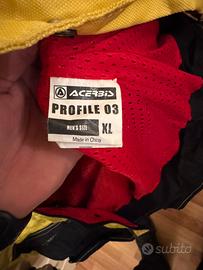 ACERBIS
PROFILE 03
MEN'S SIZE XL
Made in China
subito